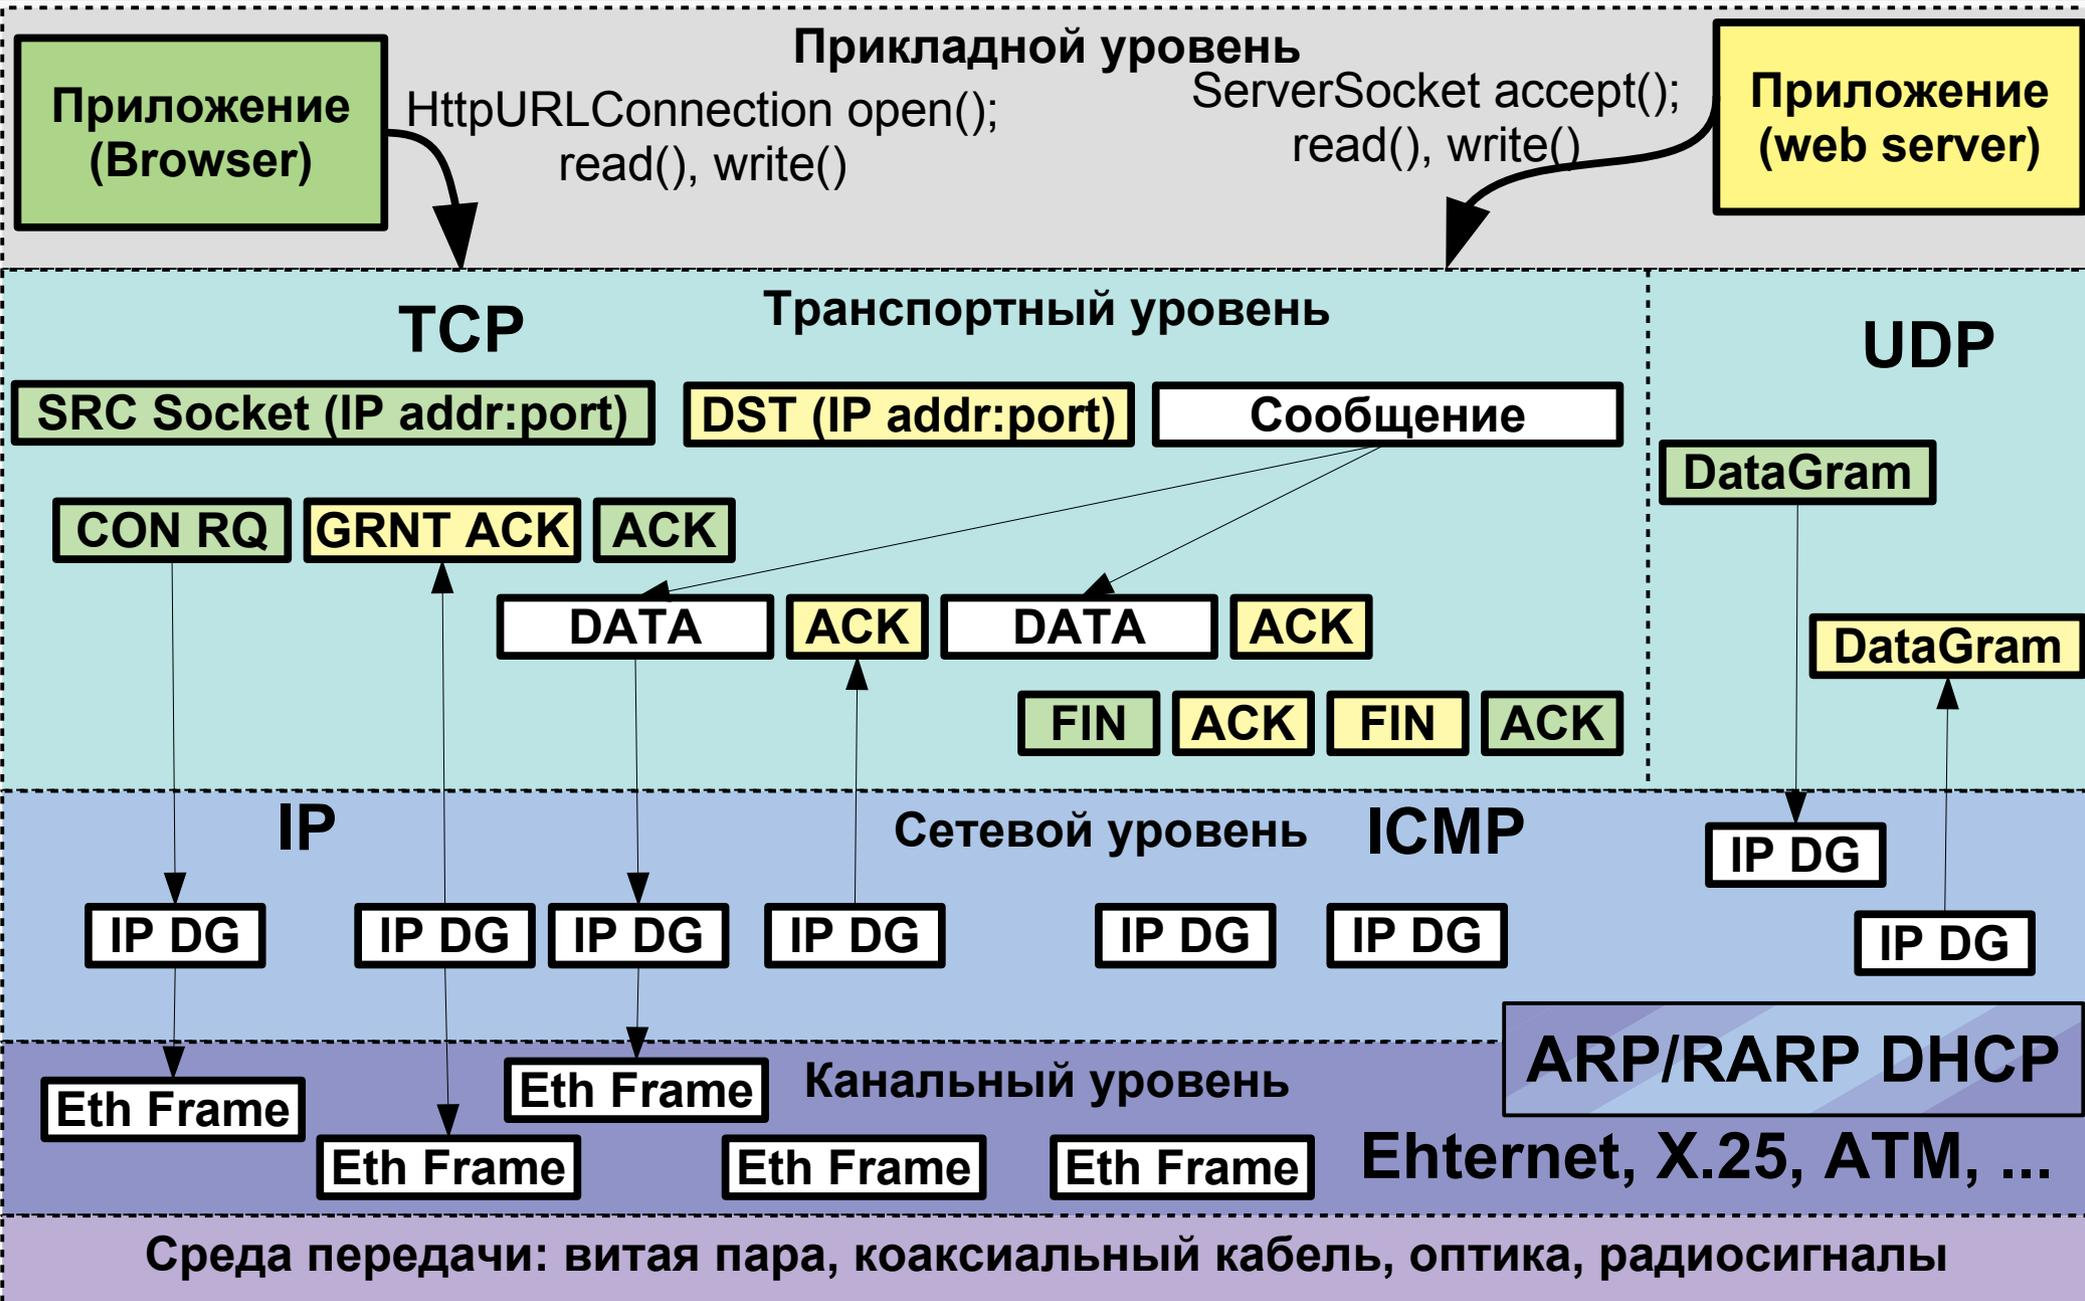 Прикладной уровень
Приложение
(Browser)
HttpURLConnection open();
read(), write()
ServerSocket accept();
read(), write()
Приложение
(web server)
TCP
Транспортный уровень
UDP
SRC Socket (IP addr:port)
DST (IP addr:port)
Сообщение
DataGram
CON RQ
GRNT ACK
ACK
DATA
ACK
DATA
ACK
DataGram
FIN
ACK
FIN
ACK
IP
Сетевой уровень
ICMP
IP DG
IP DG
IP DG
IP DG
IP DG
IP DG
IP DG
IP DG
ARP/RARP DHCP
Eth Frame
Eth Frame
Канальный уровень
Eth Frame
Eth Frame
Eth Frame
Ehternet, X.25, ATM, ...
Среда передачи: витая пара, коаксиальный кабель, оптика, радиосигналы